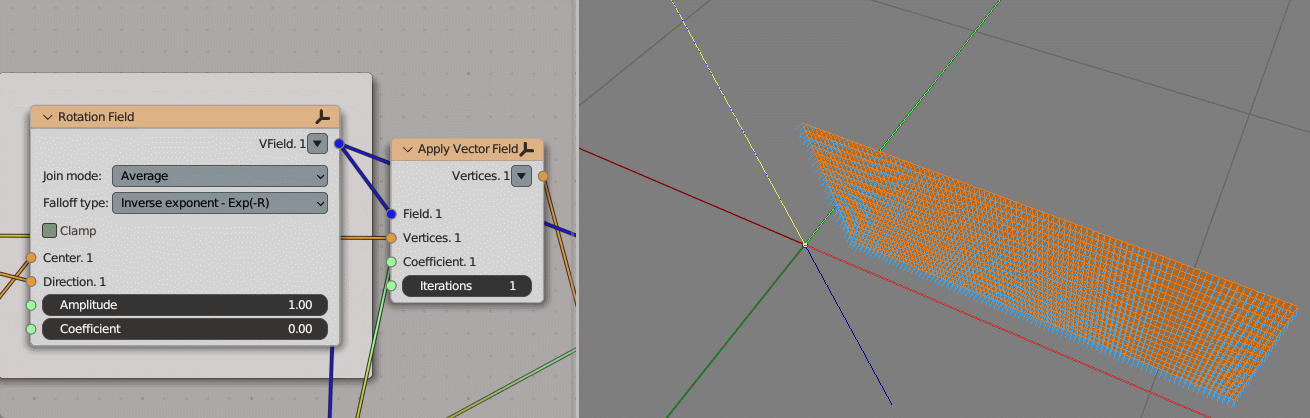 Rotation Field
VField. 1
Join mode: Average
Falloff type: Inverse exponent - Exp(-R)
Clamp
Center. 1
Direction. 1
Amplitude 1.00
Coefficient 0.00
Apply Vector Field
Vertices. 1
Field. 1
Vertices. 1
Coefficient. 1
Iterations 1